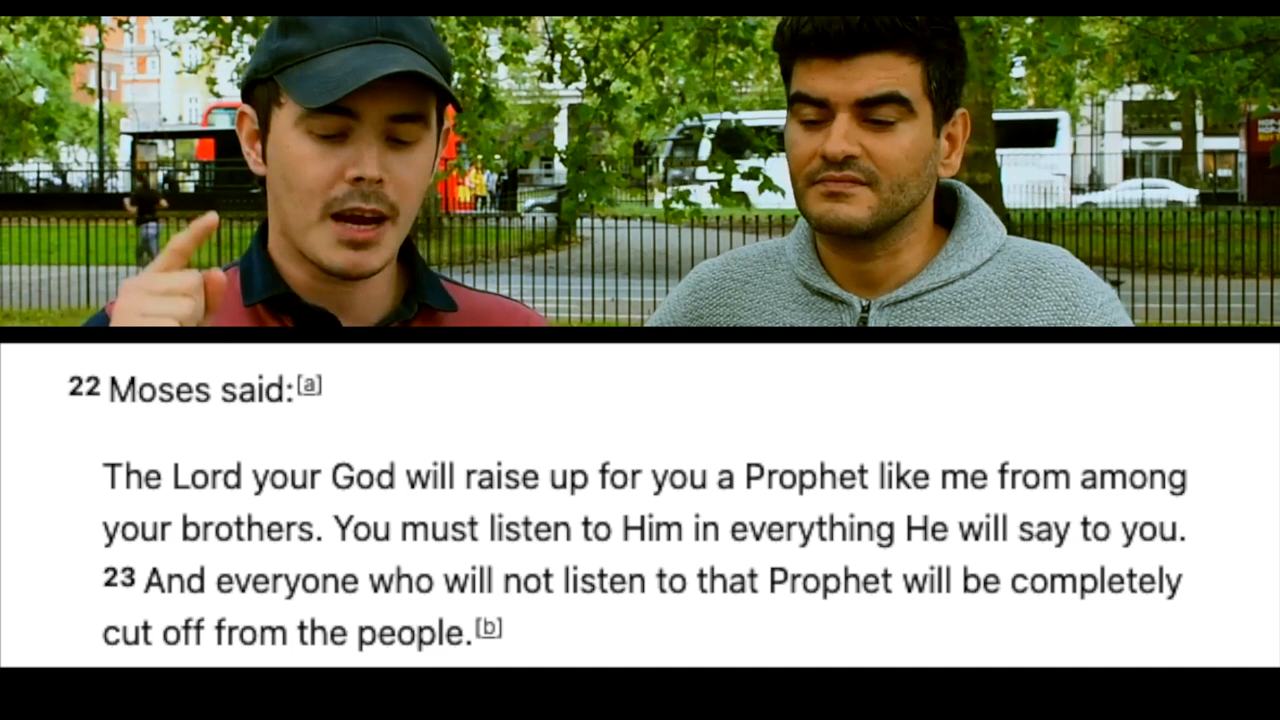 22 Moses said:[a]
The Lord your God will raise up for you a Prophet like me from among
your brothers. You must listen to Him in everything He will say to you.
23 And everyone who will not listen to that Prophet will be completely
cut off from the people.[b]